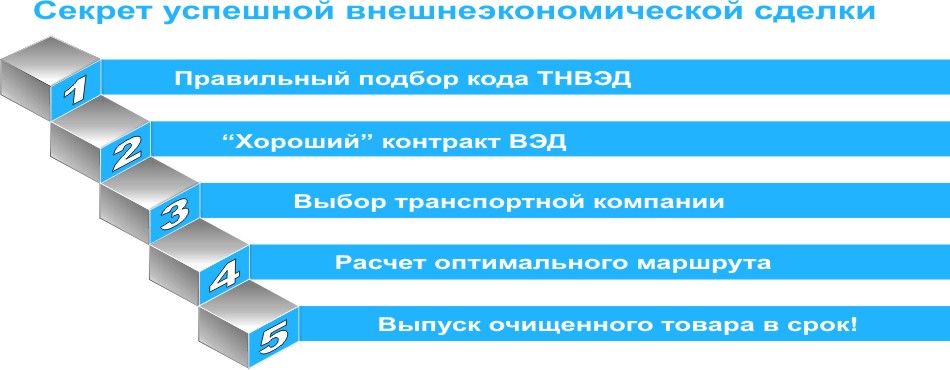 Секрет успешной внешнеэкономической сделки
1 Правильный подбор кода ТНВЭД
2 “Хороший” контракт ВЭД
3 Выбор транспортной компании
4 Расчет оптимального маршрута
5 Выпуск очищенного товара в срок!